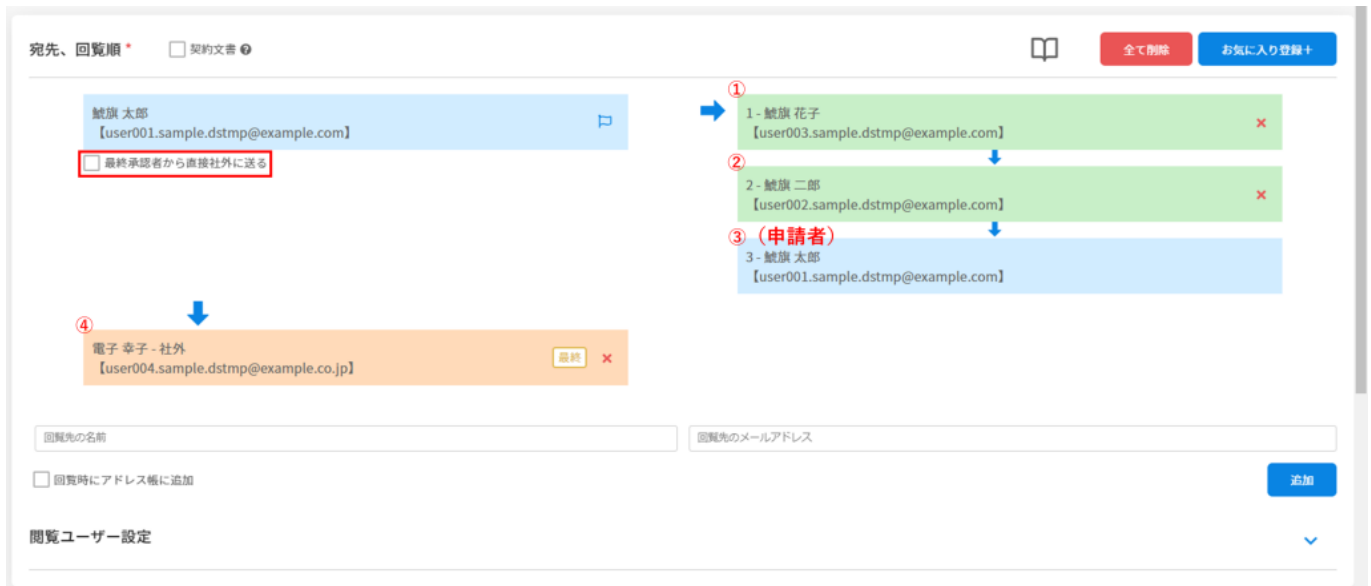 宛先、回覧順 * 契約文書 ?
全て削除 お気に入り登録+
鯱旗 太郎
【user001.sample.dstmp@example.com】
最終承認者から直接社外に送る
①
1 - 鯱旗 花子
【user003.sample.dstmp@example.com】
②
2 - 鯱旗 二郎
【user002.sample.dstmp@example.com】
③(申請者)
3 - 鯱旗 太郎
【user001.sample.dstmp@example.com】
④
電子 幸子 - 社外
【user004.sample.dstmp@example.co.jp】
最終
回覧先の名前
回覧先のメールアドレス
回覧時にアドレス帳に追加
追加
閲覧ユーザー設定